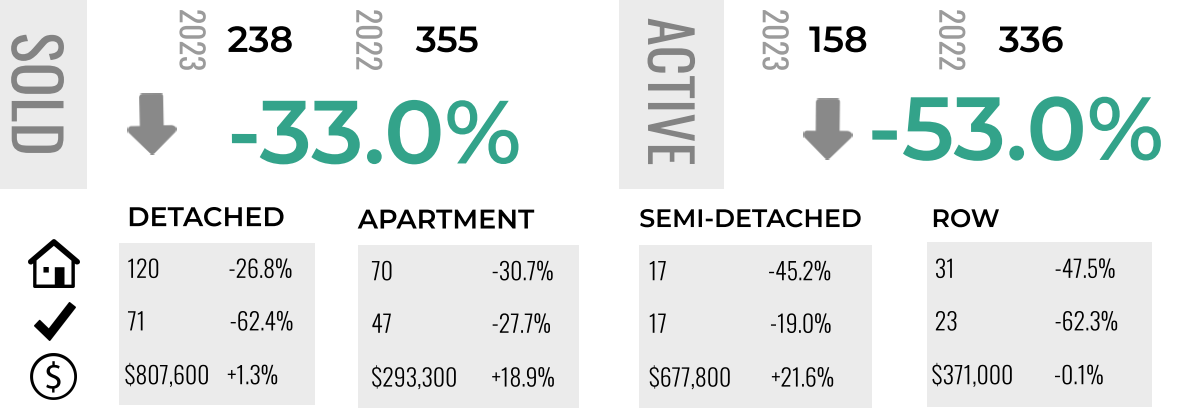 SOLD
2023 238 2022 355
-33.0%
ACTIVE
2023 158 2022 336
-53.0%
DETACHED APARTMENT SEMI-DETACHED ROW
120 -26.8% 70 -30.7% 17 -45.2% 31 -47.5%
71 -62.4% 47 -27.7% 17 -19.0% 23 -62.3%
$ $807,600 +1.3% $293,300 +18.9% $677,800 +21.6% $371,000 -0.1%